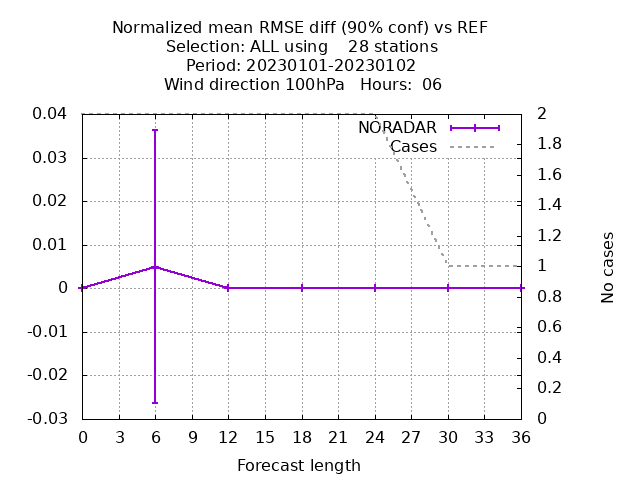 Normalized mean RMSE diff (90% conf) vs REF
Selection: ALL using    28 stations
Period: 20230101-20230102
Wind direction 100hPa   Hours:  06
0.04
0.03
0.02
0.01
0
-0.01
-0.02
-0.03
NORADAR
Cases
2
1.8
1.6
1.4
1.2
1
0.8
0.6
0.4
0.2
0
No cases
0 3 6 9 12 15 18 21 24 27 30 33 36
Forecast length